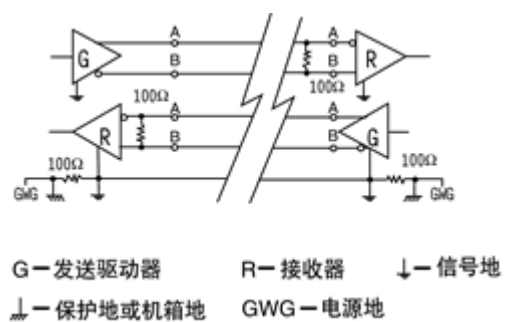 A A
G B B R
100Ω
100Ω A A
R B B G
100Ω 100Ω
GWG GWG
G－发送驱动器 R－接收器 －信号地
－保护地或机箱地 GWG－电源地